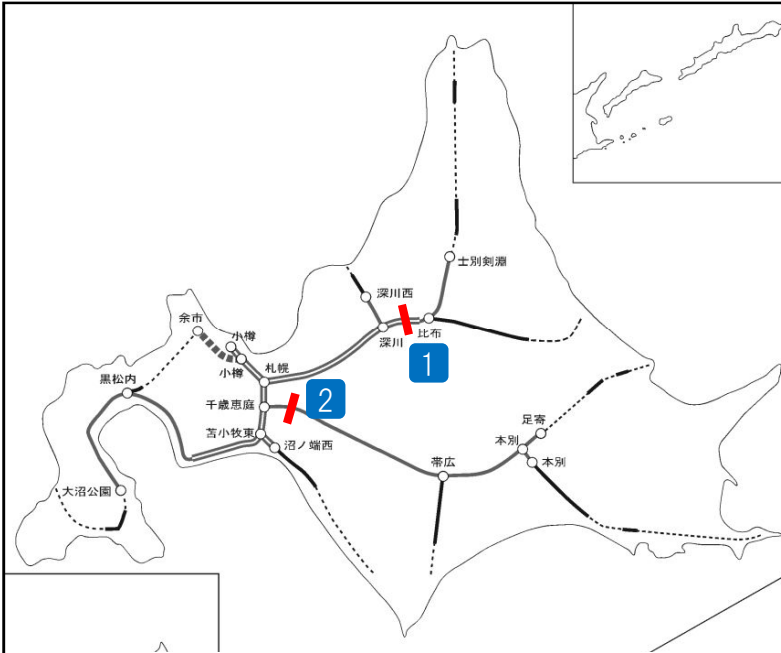 士別剣淵
深川西
余市
小樽
比布
深川
1
小樽
札幌
黒松内
千歳恵庭
2
足寄
苫小牧東
本別
沼ノ端西
帯広
本別
大沼公園